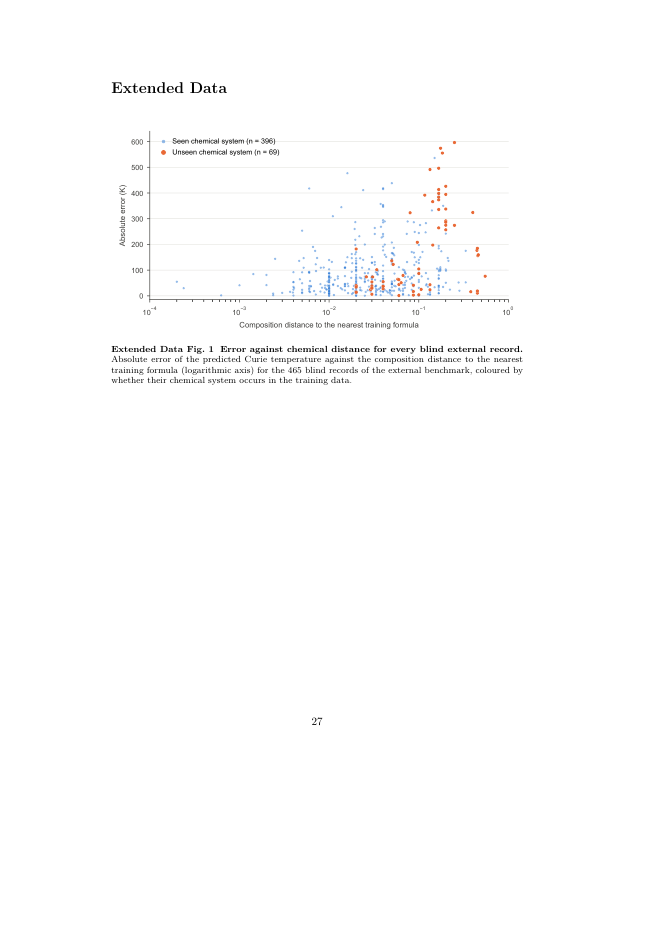 Extended Data
Seen chemical system (n = 396)
Unseen chemical system (n = 69)
600
500
400
300
200
100
0
Absolute error (K)
10⁻⁴ 10⁻³ 10⁻² 10⁻¹ 10⁰
Composition distance to the nearest training formula
Extended Data Fig. 1 Error against chemical distance for every blind external record.
Absolute error of the predicted Curie temperature against the composition distance to the nearest
training formula (logarithmic axis) for the 465 blind records of the external benchmark, coloured by
whether their chemical system occurs in the training data.
27